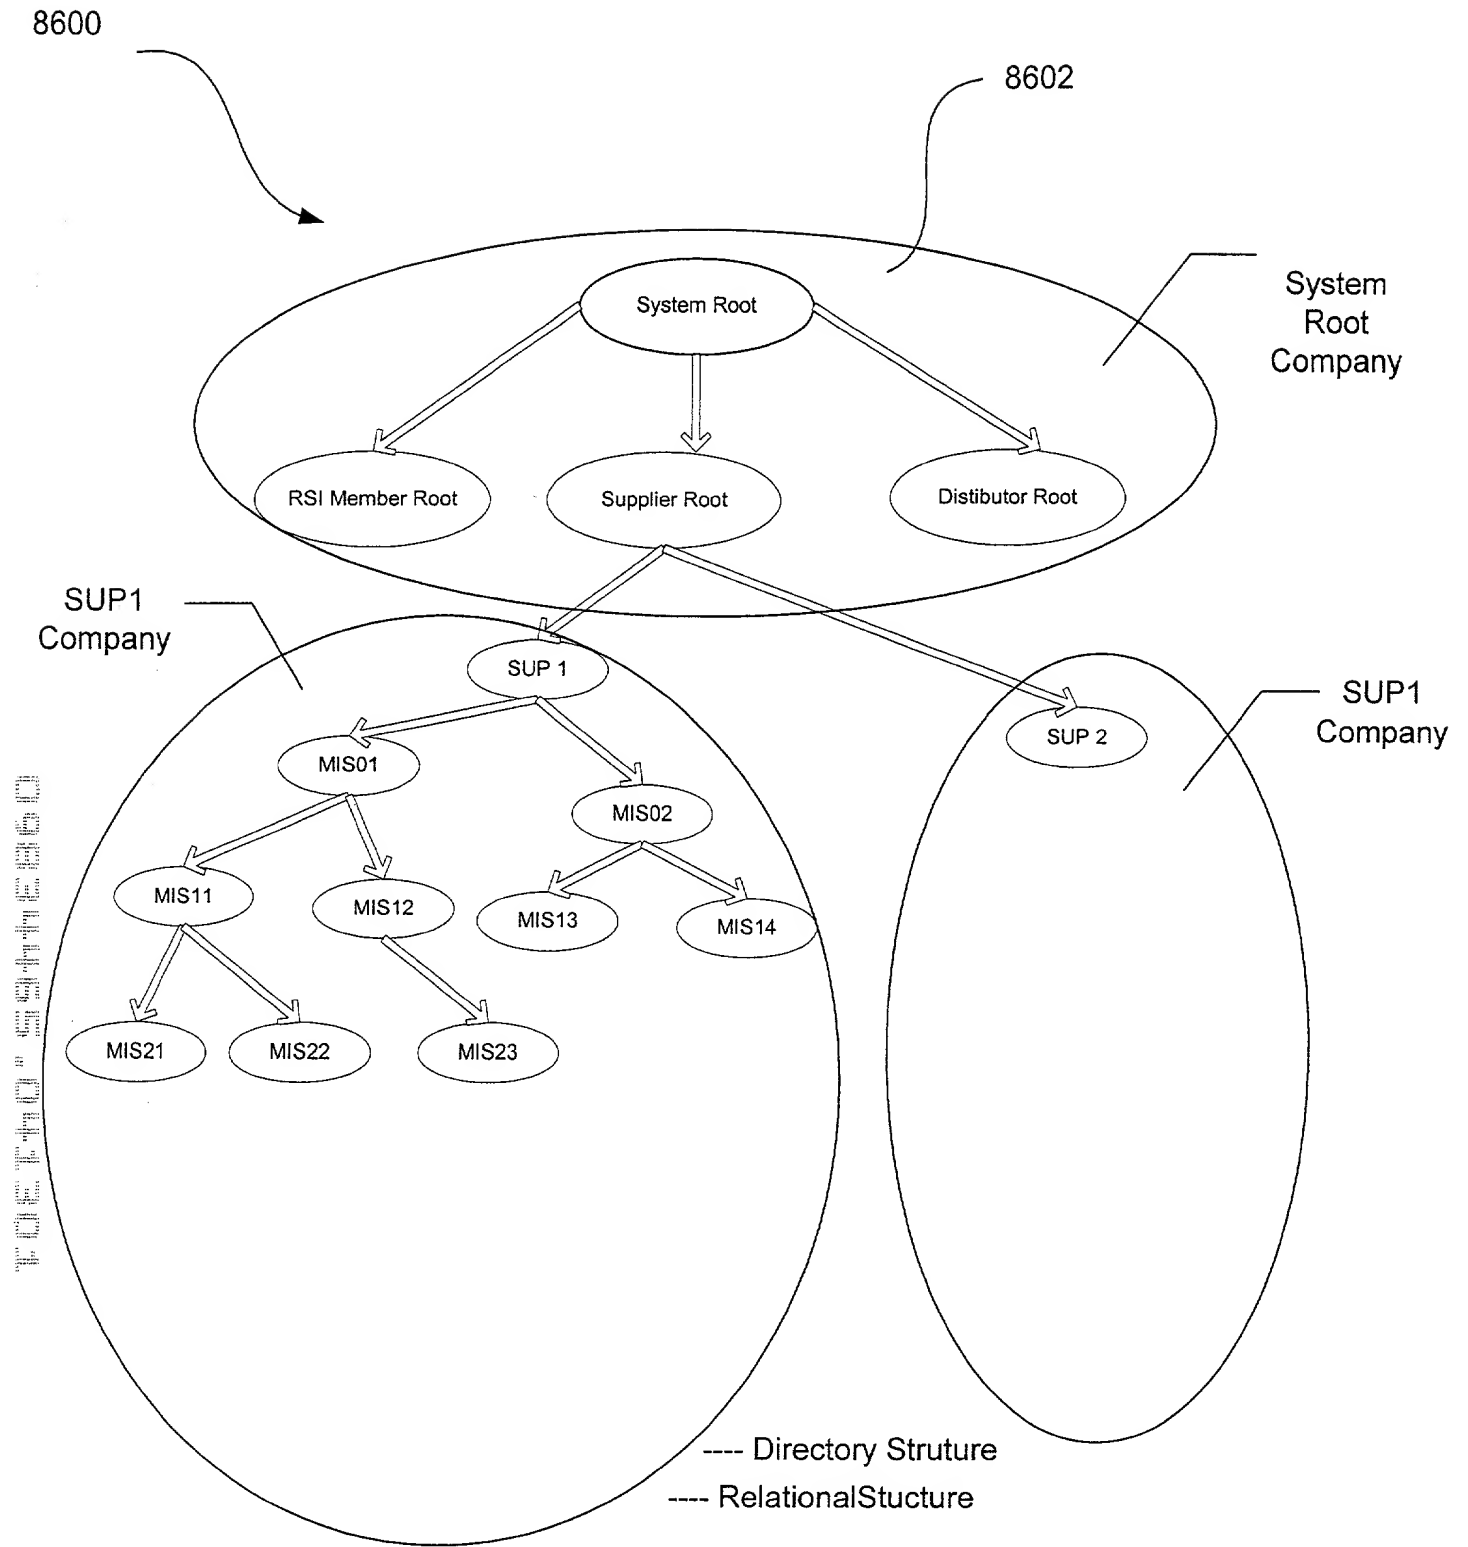 8600
8602
System Root
System
Root
Company
RSI Member Root
Supplier Root
Distibutor Root
SUP1
Company
SUP 1
SUP1
Company
SUP 2
MIS01
MIS02
MIS11
MIS12
MIS13
MIS14
MIS21
MIS22
MIS23
---- Directory Struture
---- RelationalStucture